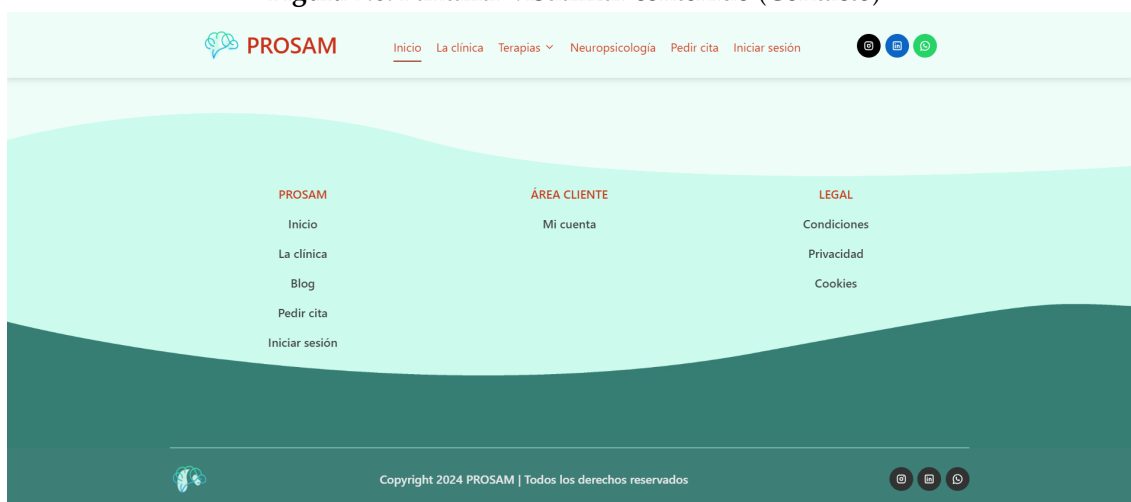 PROSAM
Inicio La clínica Terapias Neuropsicología Pedir cita Iniciar sesión
PROSAM
Inicio
La clínica
Blog
Pedir cita
Iniciar sesión
ÁREA CLIENTE
Mi cuenta
LEGAL
Condiciones
Privacidad
Cookies
Copyright 2024 PROSAM | Todos los derechos reservados